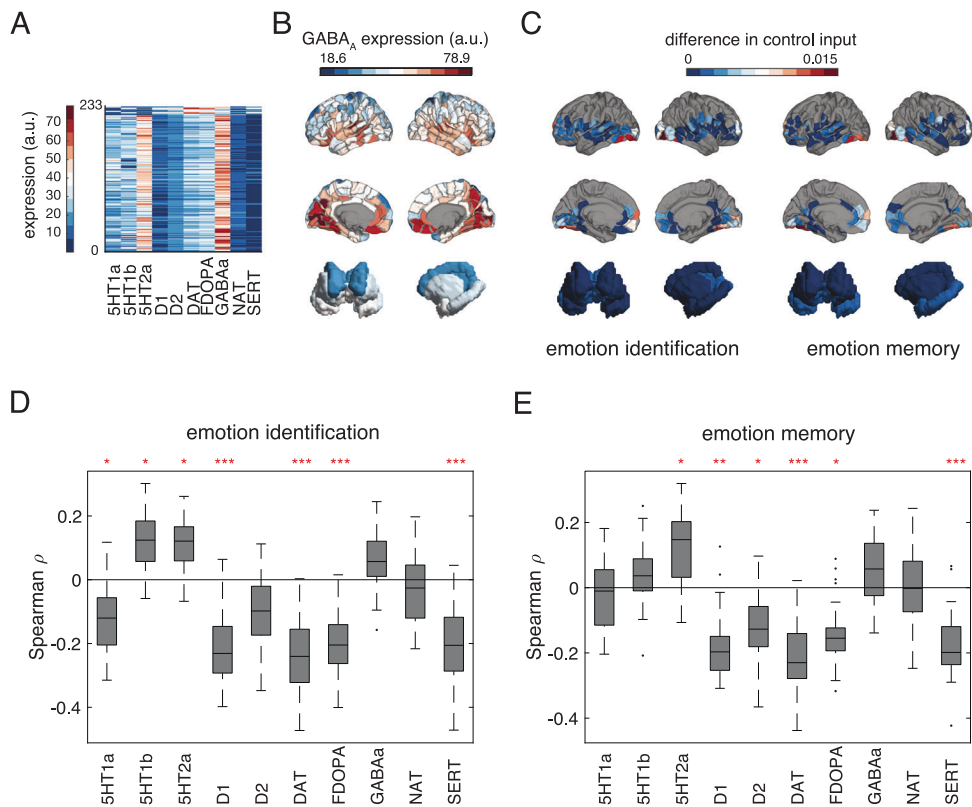 A
B
C
GABAA expression (a.u.)
18.6 78.9
difference in control input
0 0.015
expression (a.u.)
70
60
50
40
30
20
10
233
0
5HT1a
5HT1b
5HT2a
D1
D2
DAT
FDOPA
GABAa
NAT
SERT
emotion identification
emotion memory
D
emotion identification
* * * *** *** *** ***
Spearman ρ
0.2
0
-0.2
-0.4
5HT1a
5HT1b
5HT2a
D1
D2
DAT
FDOPA
GABAa
NAT
SERT
E
emotion memory
* ** * *** * ***
Spearman ρ
0.2
0
-0.2
-0.4
5HT1a
5HT1b
5HT2a
D1
D2
DAT
FDOPA
GABAa
NAT
SERT